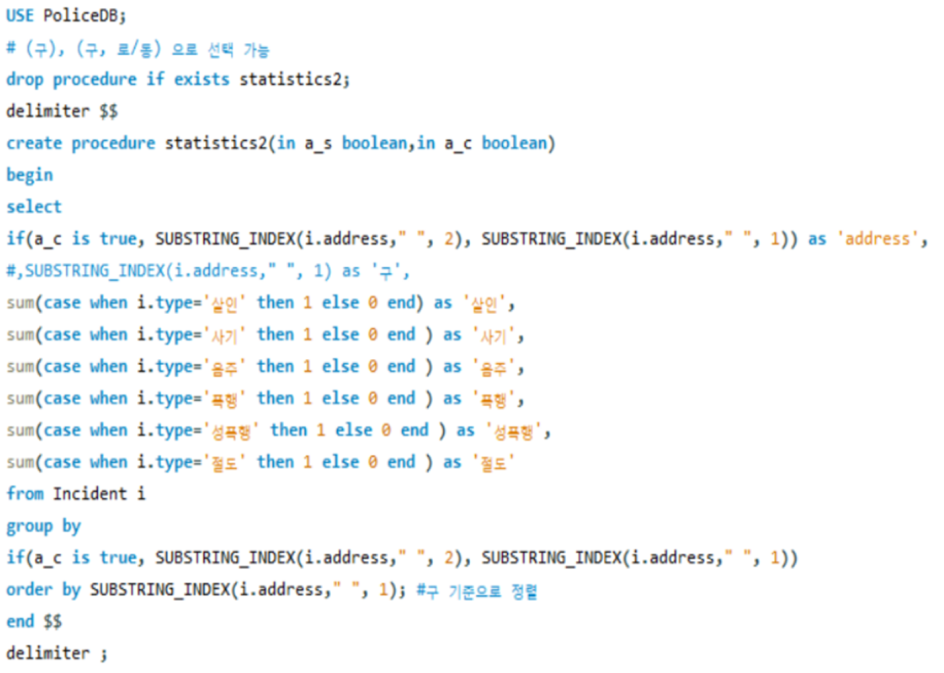 USE PoliceDB;
# (구), (구, 로/동) 으로 선택 가능
drop procedure if exists statistics2;
delimiter $$
create procedure statistics2(in a_s boolean,in a_c boolean)
begin
select
if(a_c is true, SUBSTRING_INDEX(i.address," ", 2), SUBSTRING_INDEX(i.address," ", 1)) as 'address',
#,SUBSTRING_INDEX(i.address," ", 1) as '구',
sum(case when i.type='살인' then 1 else 0 end) as '살인',
sum(case when i.type='사기' then 1 else 0 end ) as '사기',
sum(case when i.type='음주' then 1 else 0 end ) as '음주',
sum(case when i.type='폭행' then 1 else 0 end ) as '폭행',
sum(case when i.type='성폭행' then 1 else 0 end ) as '성폭행',
sum(case when i.type='절도' then 1 else 0 end ) as '절도'
from Incident i
group by
if(a_c is true, SUBSTRING_INDEX(i.address," ", 2), SUBSTRING_INDEX(i.address," ", 1))
order by SUBSTRING_INDEX(i.address," ", 1); #구 기준으로 정렬
end $$
delimiter ;